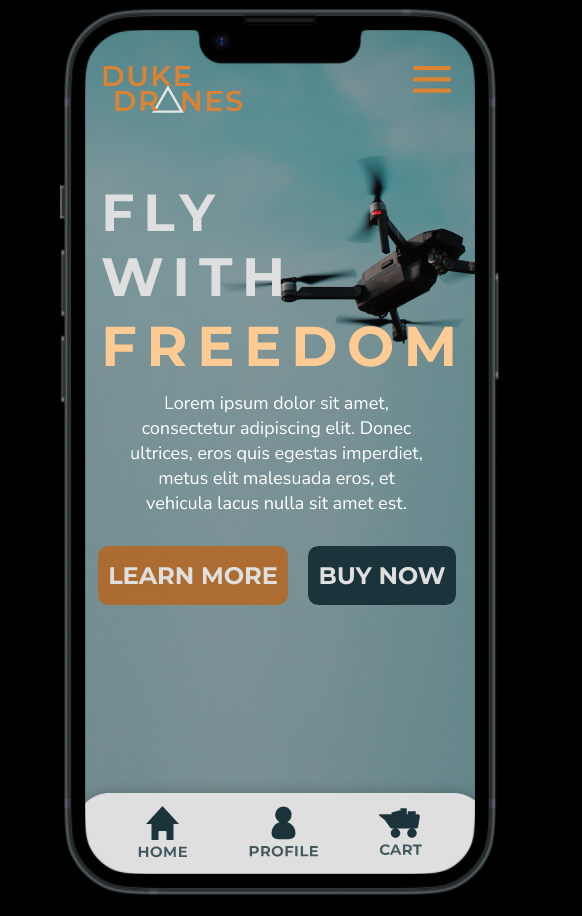 DUKE
DRONES
FLY
WITH
FREEDOM
Lorem ipsum dolor sit amet,
consectetur adipiscing elit. Donec
ultrices, eros quis egestas imperdiet,
metus elit malesuada eros, et
vehicula lacus nulla sit amet est.
LEARN MORE BUY NOW
HOME PROFILE CART